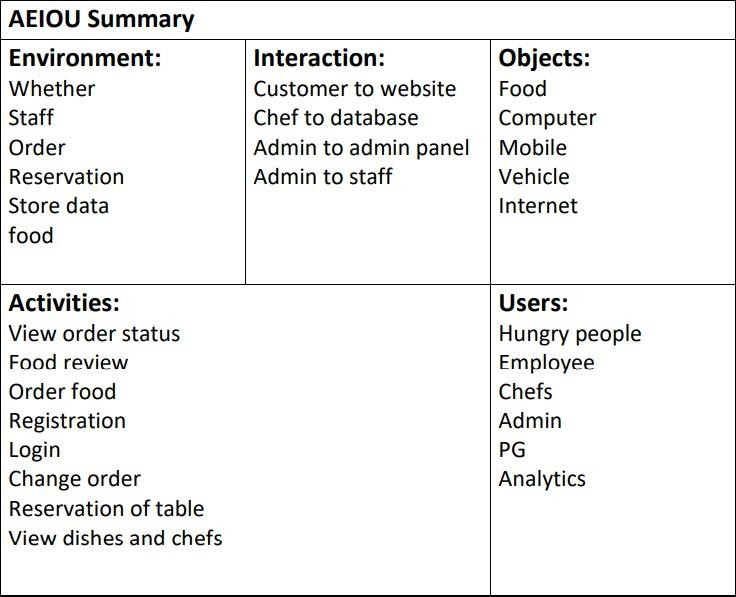 AEIOU Summary
Environment:
Whether
Staff
Order
Reservation
Store data
food
Interaction:
Customer to website
Chef to database
Admin to admin panel
Admin to staff
Objects:
Food
Computer
Mobile
Vehicle
Internet
Activities:
View order status
Food review
Order food
Registration
Login
Change order
Reservation of table
View dishes and chefs
Users:
Hungry people
Employee
Chefs
Admin
PG
Analytics